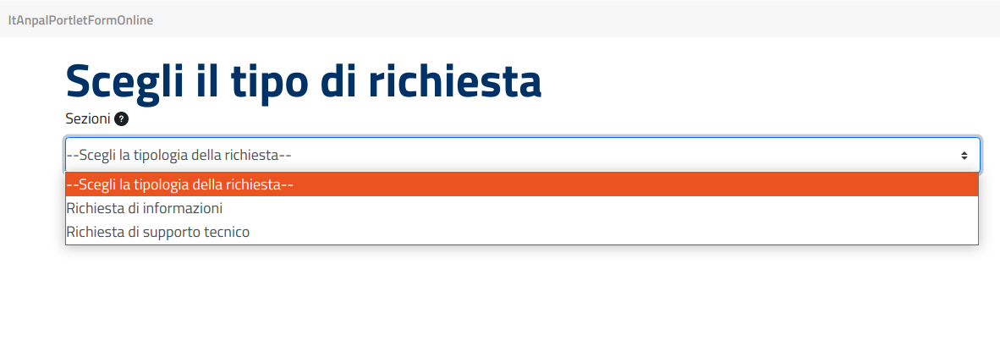 ItAnpalPortletFormOnline
Scegli il tipo di richiesta
Sezioni ?
--Scegli la tipologia della richiesta--
--Scegli la tipologia della richiesta--
Richiesta di informazioni
Richiesta di supporto tecnico